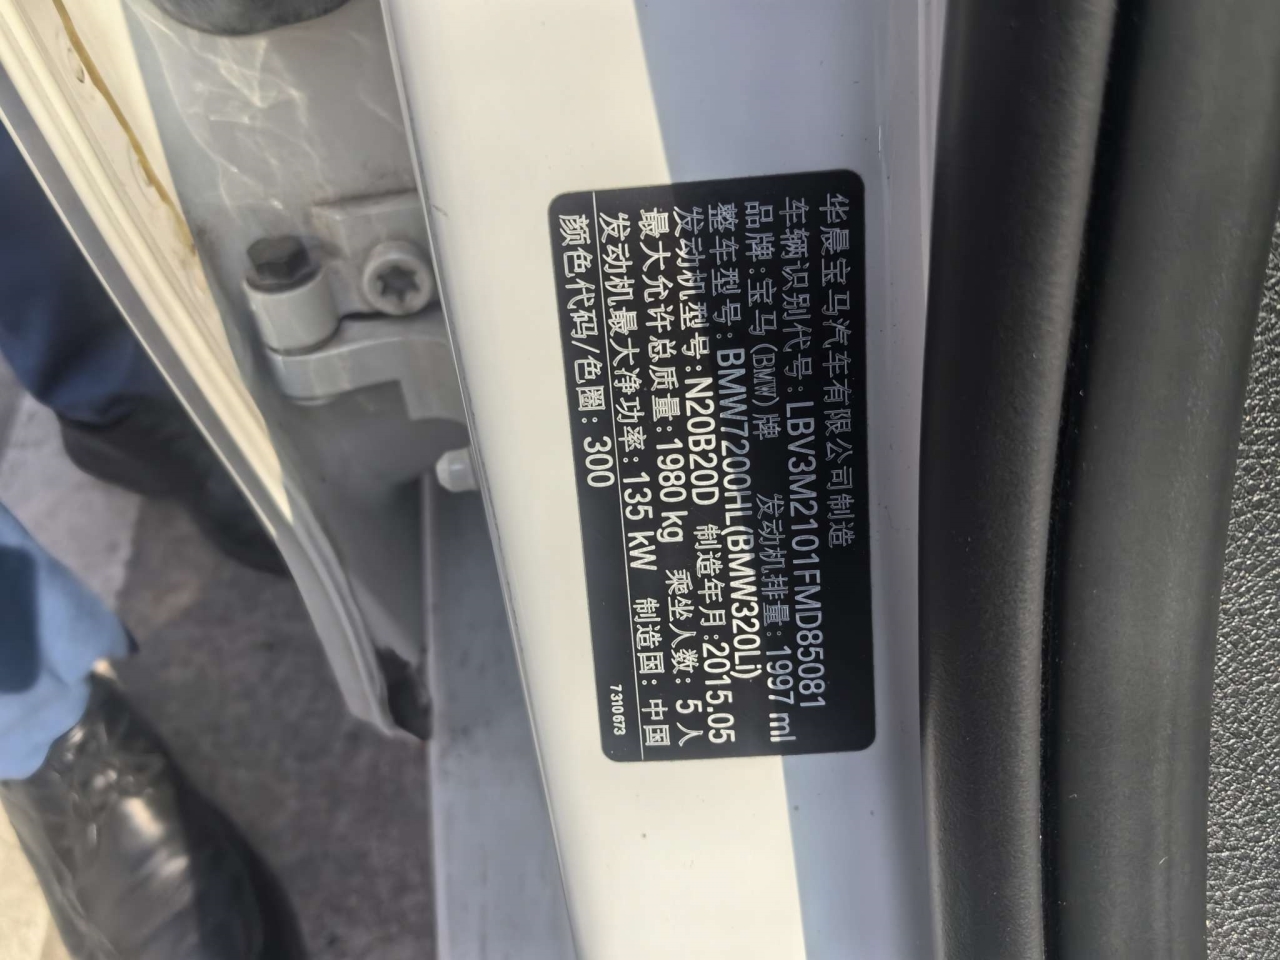 华晨宝马汽车有限公司制造
车辆识别代号：LBV3M2101FMD85081
品牌：宝马(BMW)牌 发动机排量：1997 ml
整车型号：BMW7200HL(BMW320Li)
发动机型号：N20B20D 制造年月：2015.05
最大允许总质量：1980 kg 乘坐人数：5人
发动机最大净功率：135 kW 制造国：中国
颜色代码/色圈：300
7310673